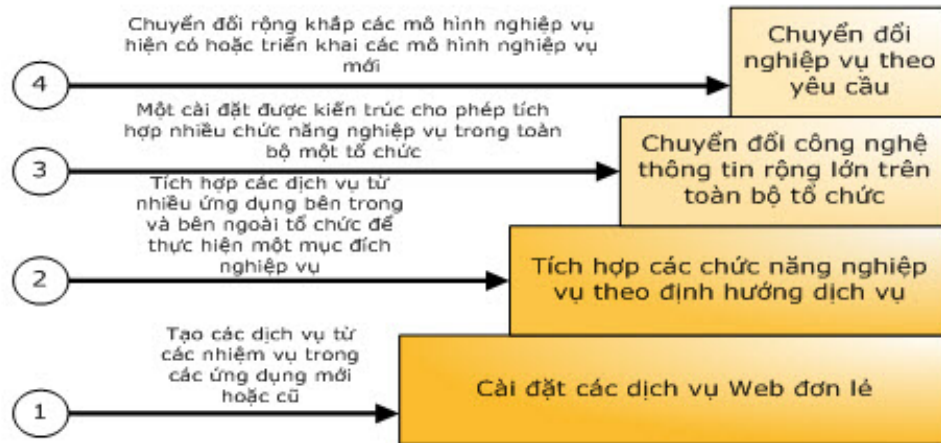 Chuyển đổi rộng khắp các mô hình nghiệp vụ
hiện có hoặc triển khai các mô hình nghiệp vụ
mới
4
Chuyển đổi
nghiệp vụ theo
yêu cầu
Một cài đặt được kiến trúc cho phép tích
hợp nhiều chức năng nghiệp vụ trong toàn
bộ một tổ chức
3
Chuyển đổi công nghệ
thông tin rộng lớn trên
toàn bộ tổ chức
Tích hợp các dịch vụ từ
nhiều ứng dụng bên trong
và bên ngoài tổ chức để
thực hiện một mục đích
nghiệp vụ
2
Tích hợp các chức năng nghiệp
vụ theo định hướng dịch vụ
Tạo các dịch vụ từ
các nhiệm vụ trong
các ứng dụng mới
hoặc cũ
1
Cài đặt các dịch vụ Web đơn lẻ